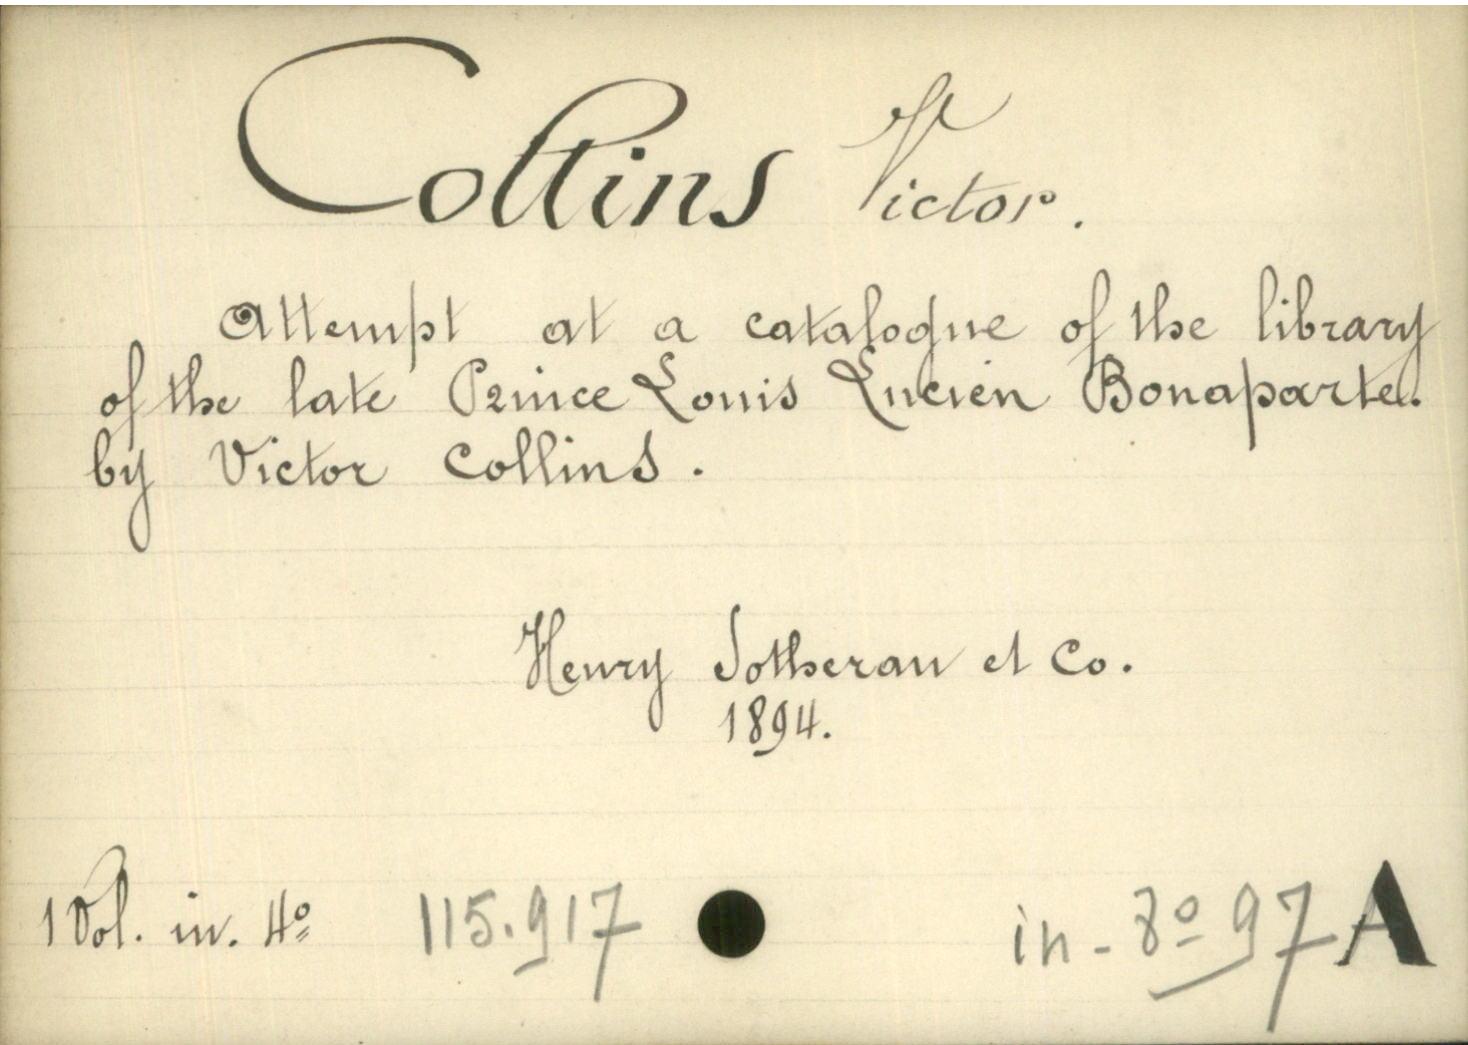 Collins Victor.
Attempt at a catalogue of the library
of the late Prince Louis Lucien Bonaparte.
by Victor Collins.
Henry Sotheran et Co.
1894.
1 Vol. in. 4º 115.917 in-8º 97 A